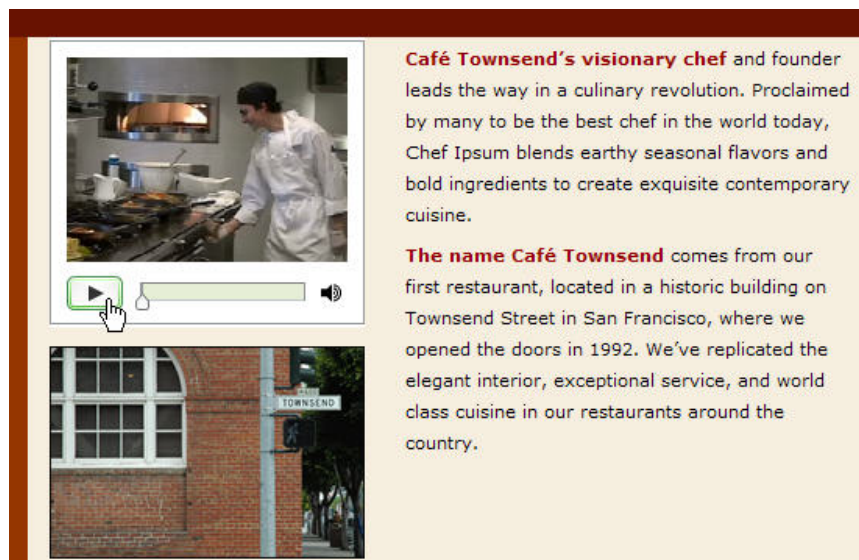 Café Townsend’s visionary chef and founder
leads the way in a culinary revolution. Proclaimed
by many to be the best chef in the world today,
Chef Ipsum blends earthy seasonal flavors and
bold ingredients to create exquisite contemporary
cuisine.
The name Café Townsend comes from our
first restaurant, located in a historic building on
Townsend Street in San Francisco, where we
opened the doors in 1992. We’ve replicated the
elegant interior, exceptional service, and world
class cuisine in our restaurants around the
country.
TOWNSEND